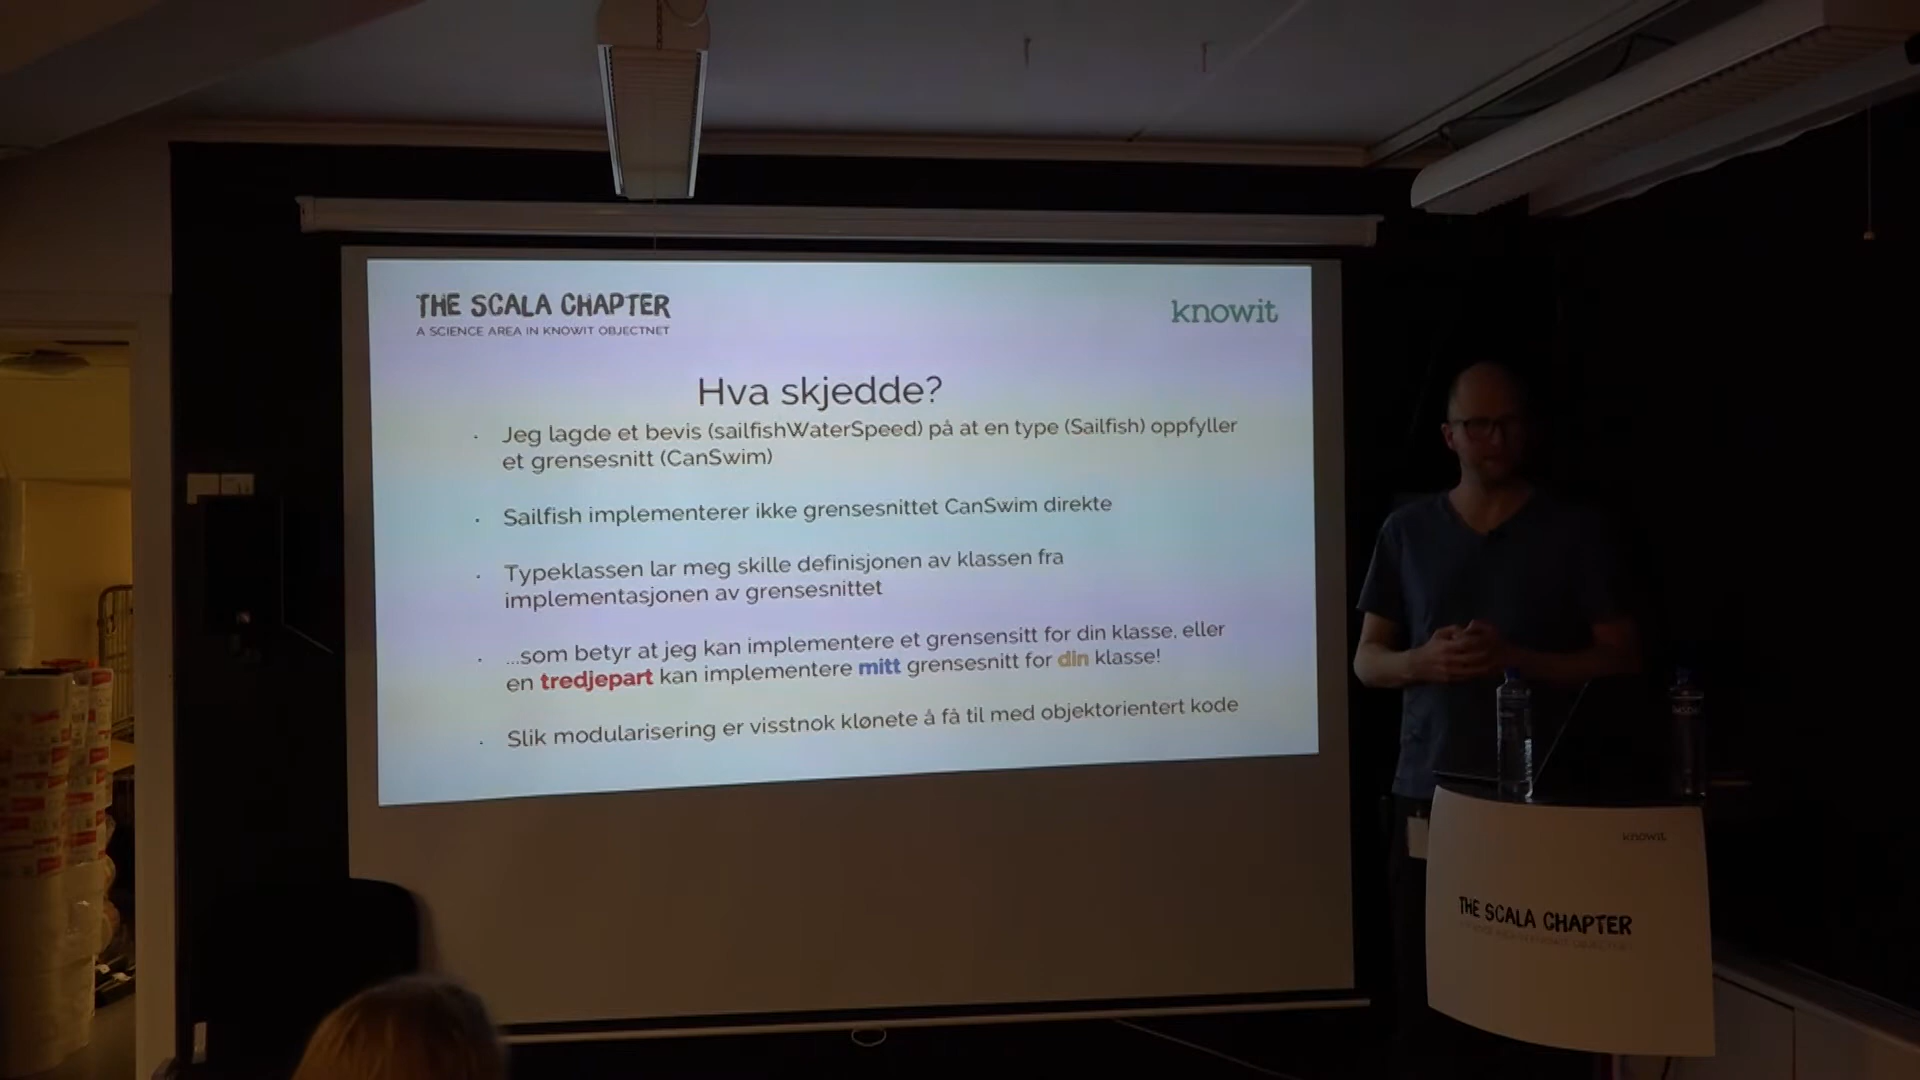 THE SCALA CHAPTER
A SCIENCE AREA IN KNOWIT OBJECTNET
knowit
Hva skjedde?
Jeg lagde et bevis (sailfishWaterSpeed) på at en type (Sailfish) oppfyller
et grensesnitt (CanSwim)
Sailfish implementerer ikke grensesnittet CanSwim direkte
Typeklassen lar meg skille definisjonen av klassen fra
implementasjonen av grensesnittet
...som betyr at jeg kan implementere et grensensitt for din klasse, eller
en tredjepart kan implementere mitt grensesnitt for din klasse!
Slik modularisering er visstnok klønete å få til med objektorientert kode
knowit
THE SCALA CHAPTER